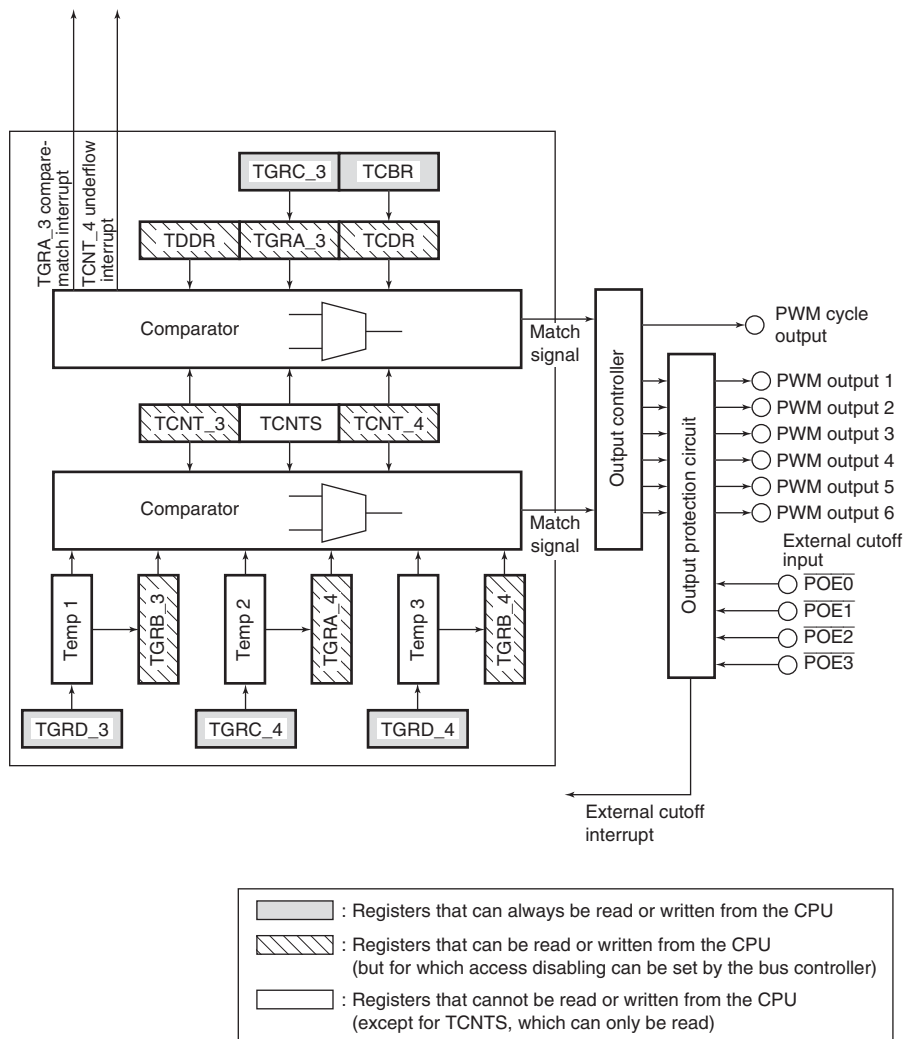 TGRA_3 compare-
match interrupt
TCNT_4 underflow
interrupt
TGRC_3
TCBR
TDDR
TGRA_3
TCDR
Comparator
Match
signal
PWM cycle
output
TCNT_3
TCNTS
TCNT_4
Output controller
Output protection circuit
PWM output 1
PWM output 2
PWM output 3
PWM output 4
PWM output 5
PWM output 6
Comparator
Match
signal
External cutoff
input
POE0
POE1
POE2
POE3
Temp 1
TGRB_3
Temp 2
TGRA_4
Temp 3
TGRB_4
TGRD_3
TGRC_4
TGRD_4
External cutoff
interrupt
: Registers that can always be read or written from the CPU
: Registers that can be read or written from the CPU
(but for which access disabling can be set by the bus controller)
: Registers that cannot be read or written from the CPU
(except for TCNTS, which can only be read)